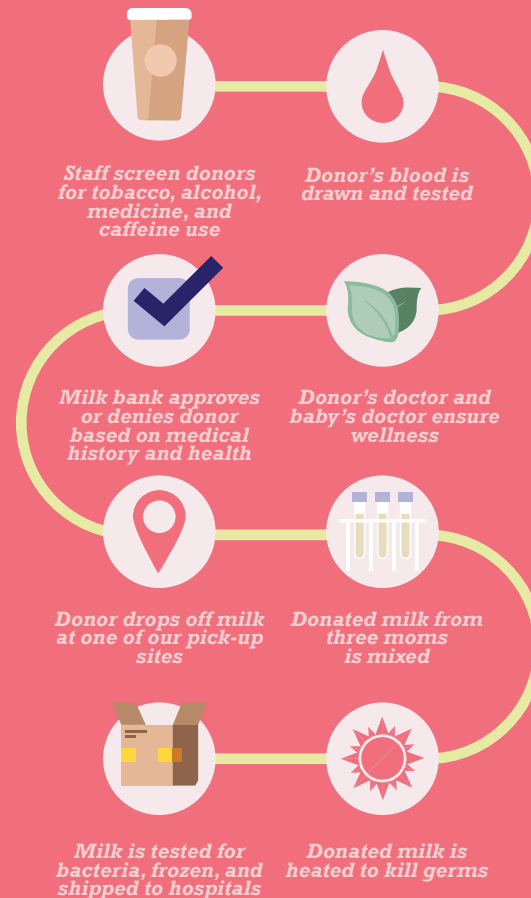 Staff screen donors
for tobacco, alcohol,
medicine, and
caffeine use
Donor's blood is
drawn and tested
Donor's doctor and
baby's doctor ensure
wellness
Milk bank approves
or denies donor
based on medical
history and health
Donor drops off milk
at one of our pick-up
sites
Donated milk from
three moms
is mixed
Donated milk is
heated to kill germs
Milk is tested for
bacteria, frozen, and
shipped to hospitals